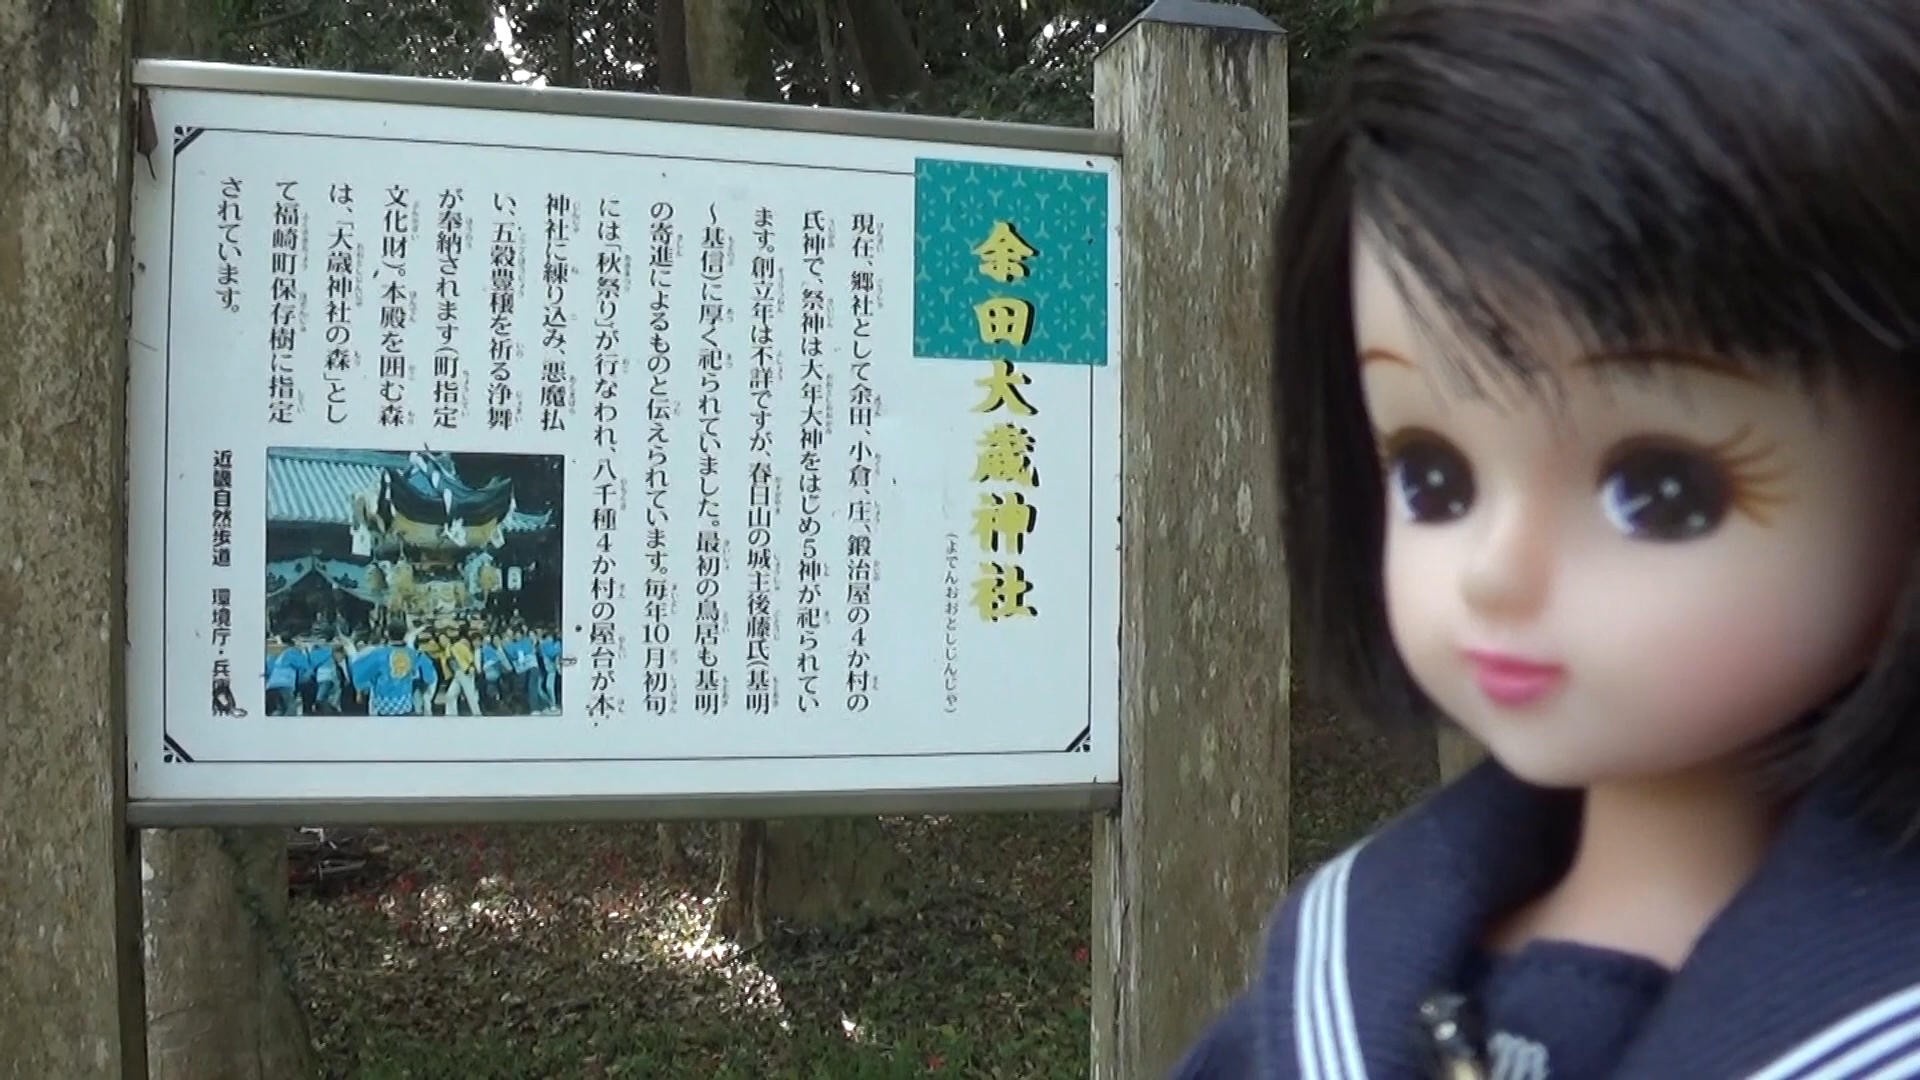 余田大歳神社
(よでんおおとしじんじゃ)
現在、郷社として余田、小倉、庄、鍛冶屋の4か村の
氏神で、祭神は大年大神をはじめ5神が祀られてい
ます。創立年は不詳ですが、春日山の城主後藤氏(基明
～基信)に厚く祀られていました。最初の鳥居も基明
の寄進によるものと伝えられています。毎年10月初旬
には「秋祭り」が行なわれ、八千種4か村の屋台が本
神社に練り込み、悪魔払
い、五穀豊穣を祈る浄舞
が奉納されます(町指定
文化財)。本殿を囲む森
は、「大歳神社の森」とし
て福崎町保存樹に指定
されています。
近畿自然歩道 環境庁・兵庫県
m